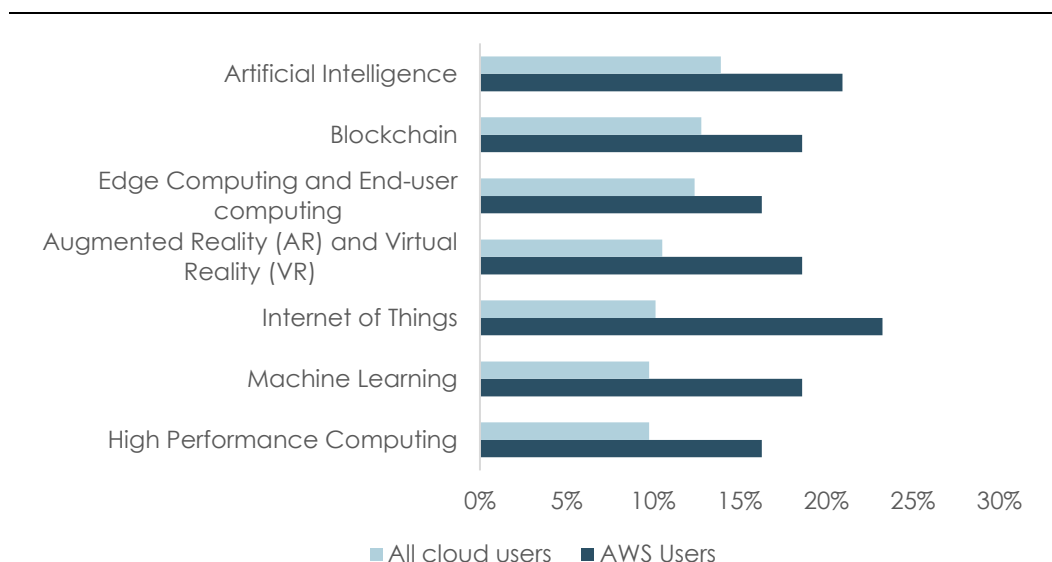 Artificial Intelligence
Blockchain
Edge Computing and End-user
computing
Augmented Reality (AR) and Virtual
Reality (VR)
Internet of Things
Machine Learning
High Performance Computing
0% 5% 10% 15% 20% 25% 30%
All cloud users AWS Users